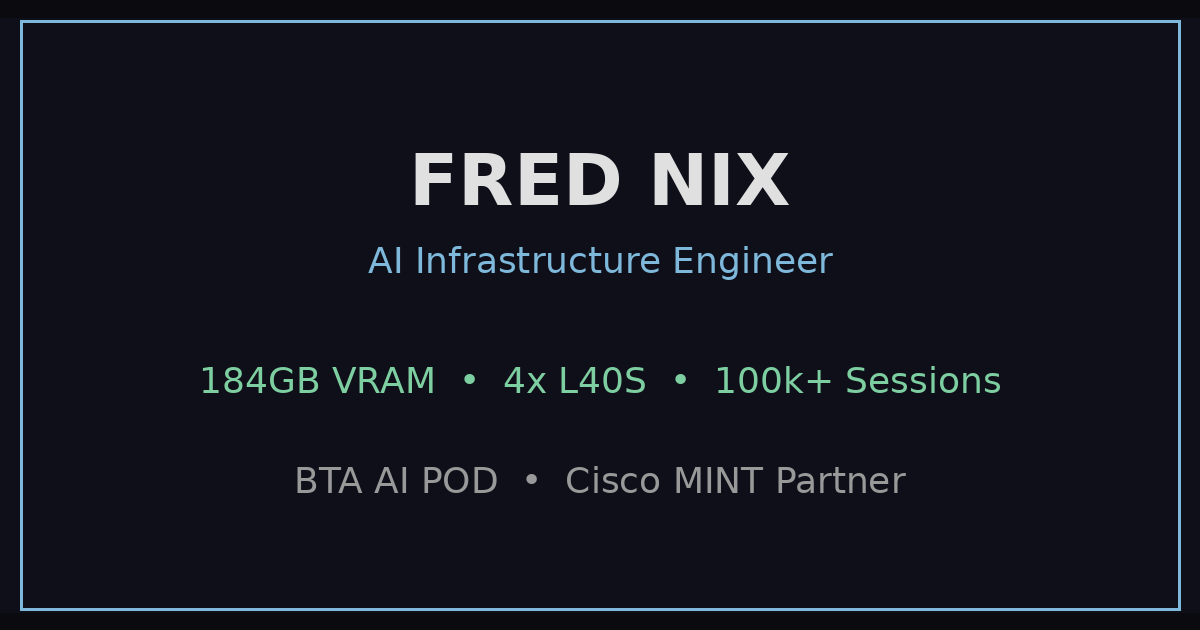 FRED NIX
AI Infrastructure Engineer
184GB VRAM • 4x L40S • 100k+ Sessions
BTA AI POD • Cisco MINT Partner